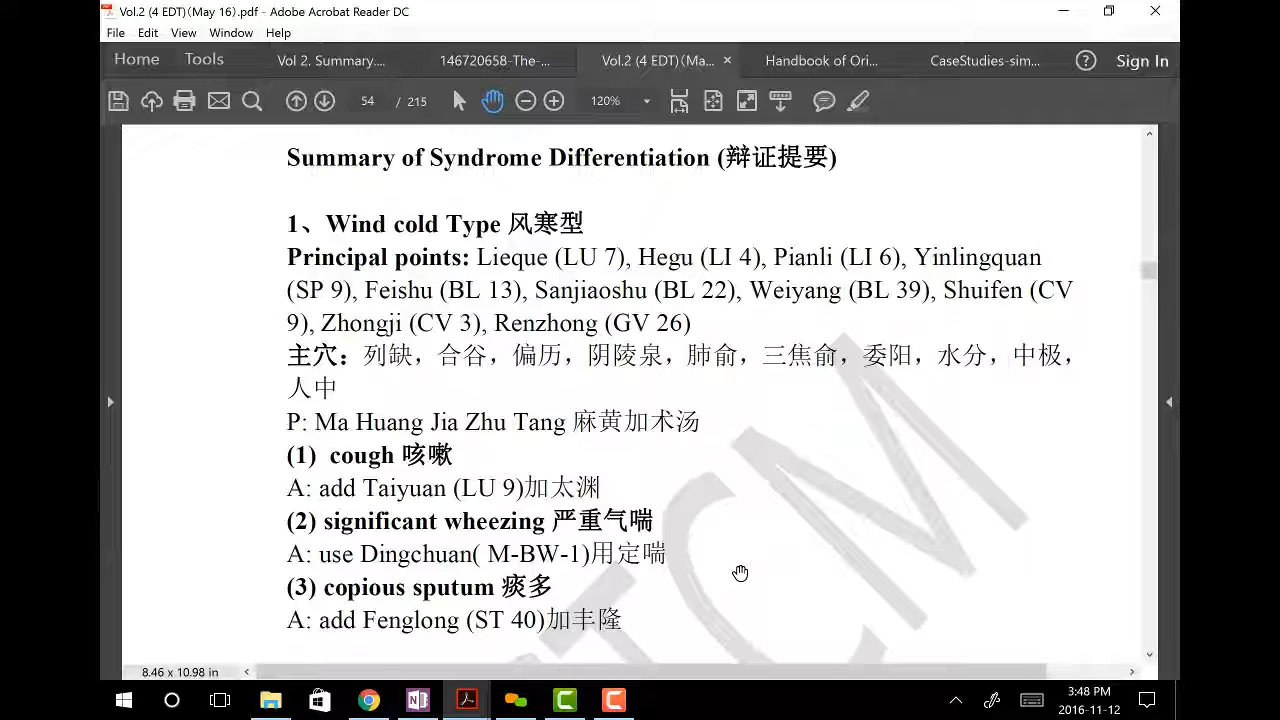 Vol.2 (4 EDT)(May 16).pdf - Adobe Acrobat Reader DC
File Edit View Window Help
Home Tools Vol 2. Summary.... 146720658-The-... Vol.2 (4 EDT)(Ma... × Handbook of Ori... CaseStudies-sim... Sign In
54 / 215 120%
Summary of Syndrome Differentiation (辩证提要)
1、Wind cold Type 风寒型
Principal points: Lieque (LU 7), Hegu (LI 4), Pianli (LI 6), Yinlingquan
(SP 9), Feishu (BL 13), Sanjiaoshu (BL 22), Weiyang (BL 39), Shuifen (CV
9), Zhongji (CV 3), Renzhong (GV 26)
主穴：列缺，合谷，偏历，阴陵泉，肺俞，三焦俞，委阳，水分，中极，
人中
P: Ma Huang Jia Zhu Tang 麻黄加术汤
(1) cough 咳嗽
A: add Taiyuan (LU 9)加太渊
(2) significant wheezing 严重气喘
A: use Dingchuan( M-BW-1)用定喘
(3) copious sputum 痰多
A: add Fenglong (ST 40)加丰隆
TCM
8.46 x 10.98 in
3:48 PM
2016-11-12